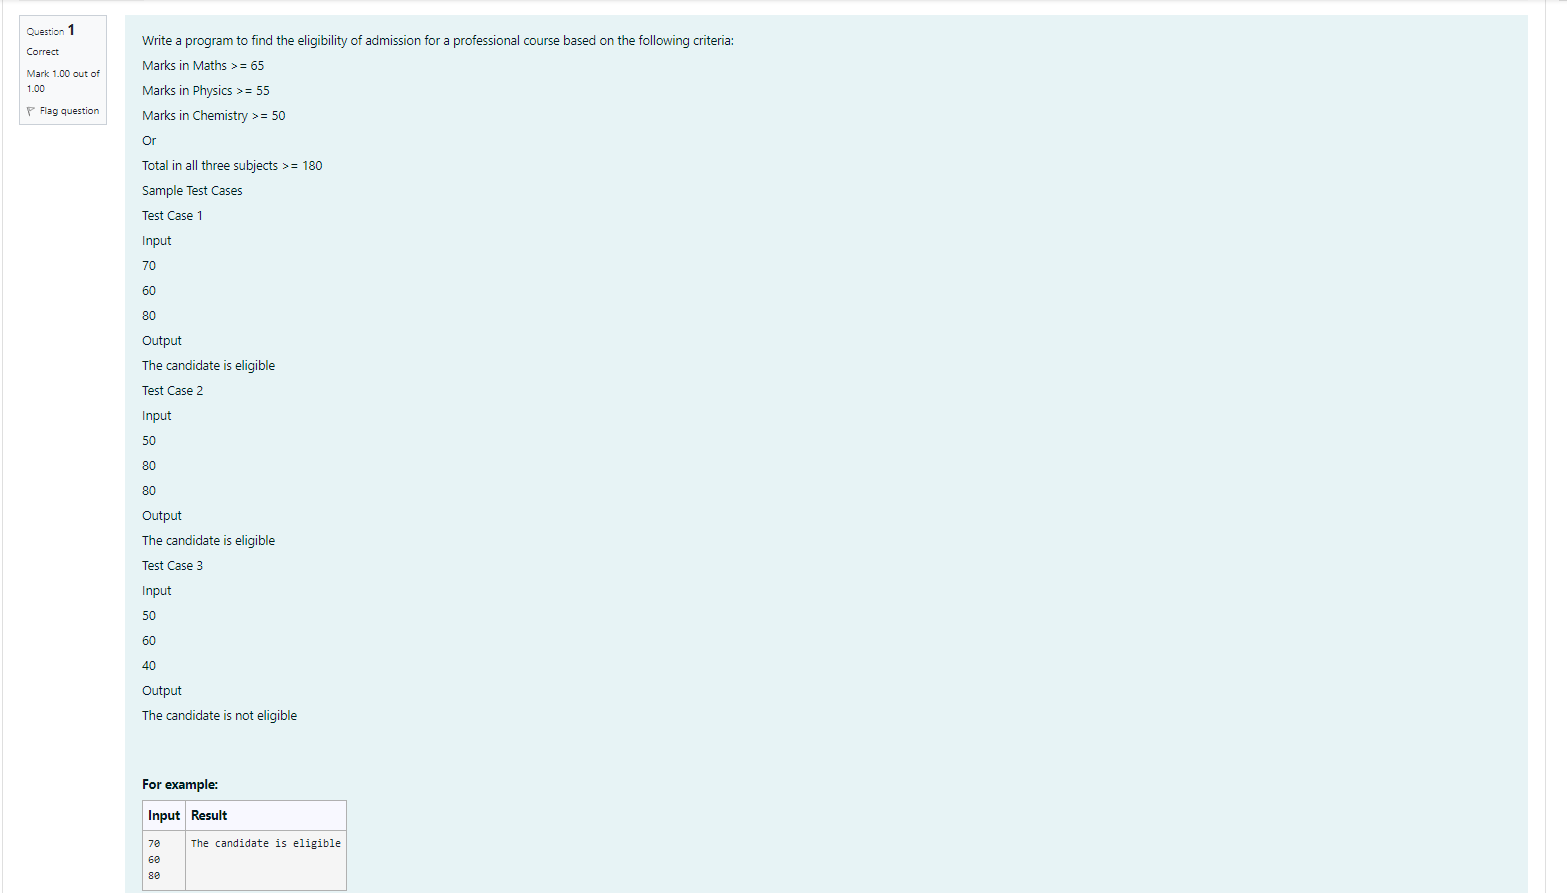 Question 1
Correct
Mark 1.00 out of
1.00
Flag question
Write a program to find the eligibility of admission for a professional course based on the following criteria:
Marks in Maths >= 65
Marks in Physics >= 55
Marks in Chemistry >= 50
Or
Total in all three subjects >= 180
Sample Test Cases
Test Case 1
Input
70
60
80
Output
The candidate is eligible
Test Case 2
Input
50
80
80
Output
The candidate is eligible
Test Case 3
Input
50
60
40
Output
The candidate is not eligible
For example:
Input Result
70 The candidate is eligible
60
80